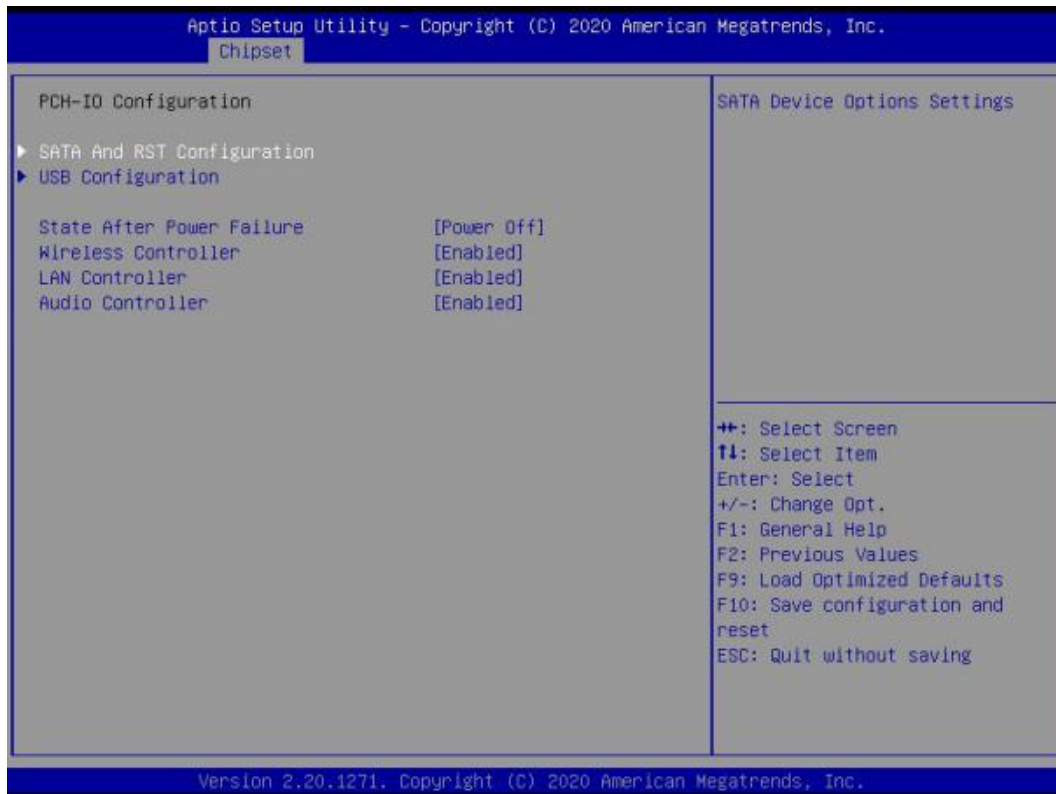 Aptio Setup Utility – Copyright (C) 2020 American Megatrends, Inc.
Chipset
PCH-IO Configuration
SATA And RST Configuration
USB Configuration
State After Power Failure [Power Off]
Wireless Controller [Enabled]
LAN Controller [Enabled]
Audio Controller [Enabled]
SATA Device Options Settings
→←: Select Screen
↑↓: Select Item
Enter: Select
+/-: Change Opt.
F1: General Help
F2: Previous Values
F9: Load Optimized Defaults
F10: Save configuration and
reset
ESC: Quit without saving
Version 2.20.1271. Copyright (C) 2020 American Megatrends, Inc.